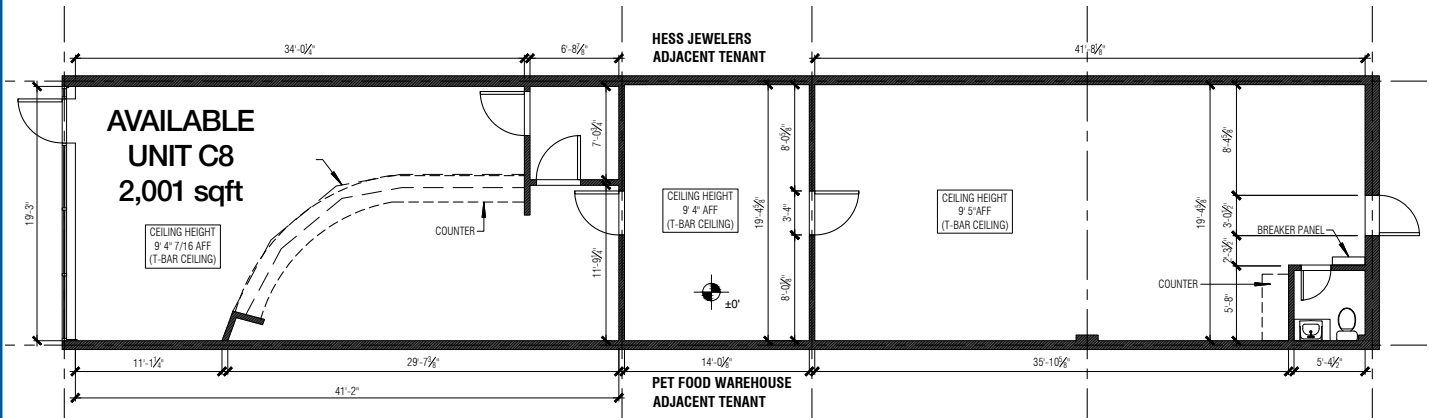 HESS JEWELERS
ADJACENT TENANT
34'-0¼"
6'-8⅞"
41'-8⅛"
AVAILABLE
UNIT C8
2,001 sqft
19'-3"
CEILING HEIGHT
9' 4" 7/16 AFF
(T-BAR CEILING)
COUNTER
7'-0¾"
11'-9¼"
CEILING HEIGHT
9' 4" AFF
(T-BAR CEILING)
±0'
19'-4⅝"
8'-0⅝"
3'-4"
8'-0⅛"
CEILING HEIGHT
9' 5"AFF
(T-BAR CEILING)
19'-4⅝"
8'-4⅝"
3'-0½"
2'-3½"
5'-8"
BREAKER PANEL
COUNTER
11'-1¼"
29'-7⅜"
14'-0⅛"
35'-10⅝"
5'-4½"
41'-2"
PET FOOD WAREHOUSE
ADJACENT TENANT